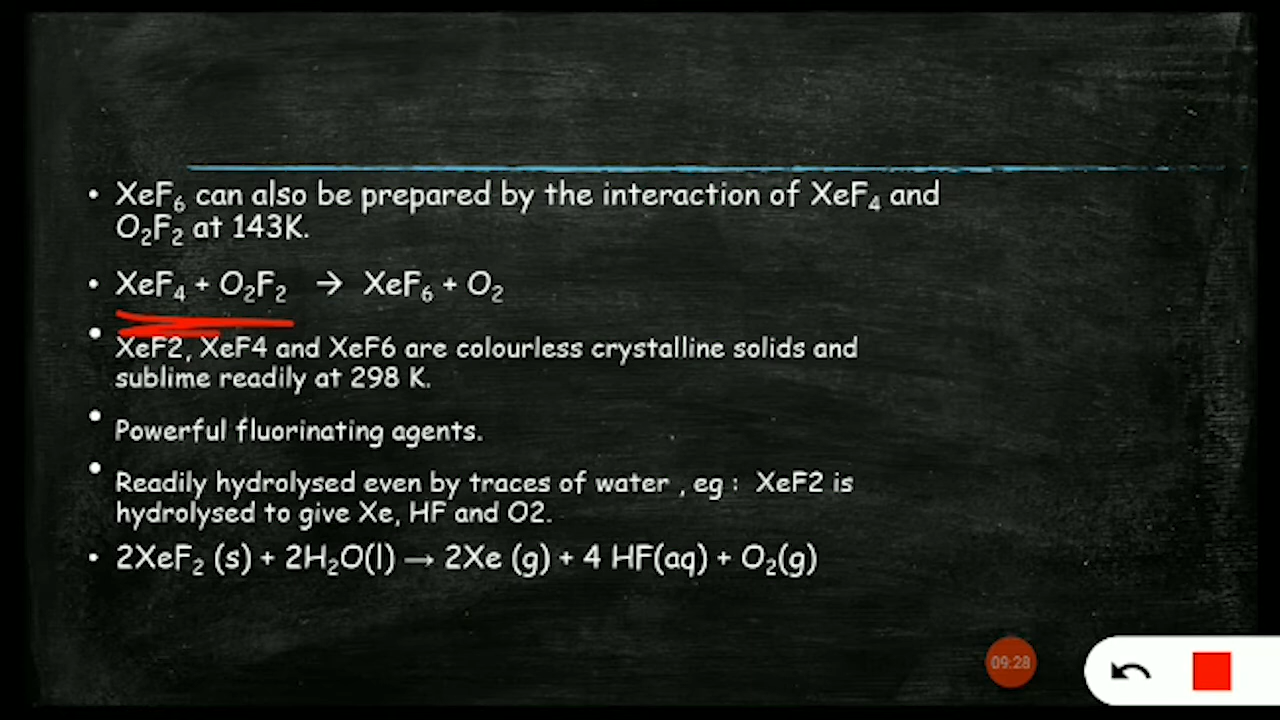 • XeF₆ can also be prepared by the interaction of XeF₄ and
O₂F₂ at 143K.
• XeF₄ + O₂F₂ → XeF₆ + O₂
• XeF2, XeF4 and XeF6 are colourless crystalline solids and
sublime readily at 298 K.
• Powerful fluorinating agents.
• Readily hydrolysed even by traces of water , eg : XeF2 is
hydrolysed to give Xe, HF and O2.
• 2XeF₂ (s) + 2H₂O(l) → 2Xe (g) + 4 HF(aq) + O₂(g)
09:28